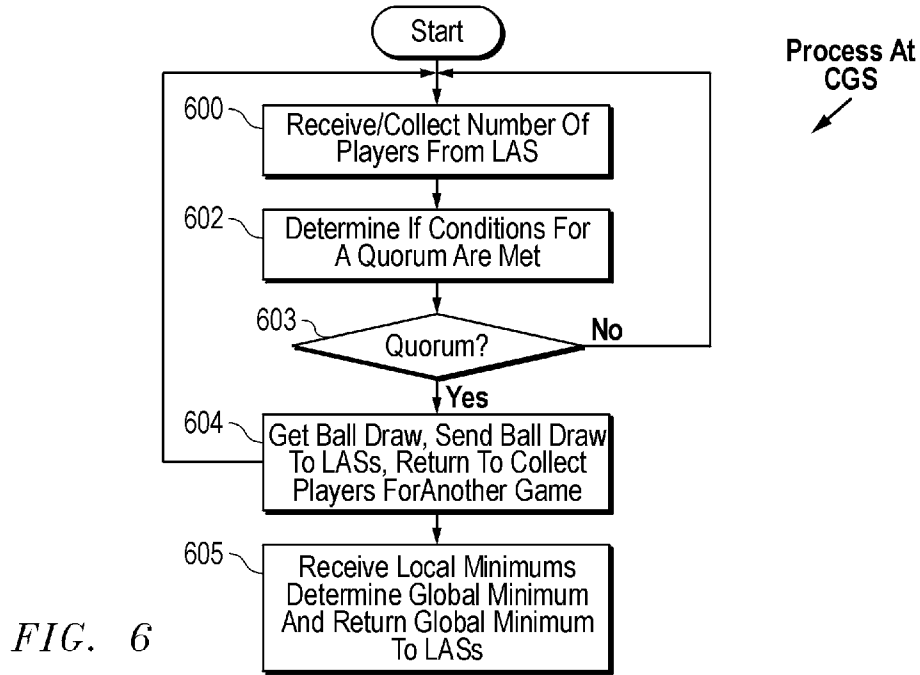 Start
Process At
CGS
600
Receive/Collect Number Of
Players From LAS
602
Determine If Conditions For
A Quorum Are Met
603
Quorum?
No
Yes
604
Get Ball Draw, Send Ball Draw
To LASs, Return To Collect
Players ForAnother Game
605
Receive Local Minimums
Determine Global Minimum
And Return Global Minimum
To LASs
FIG. 6